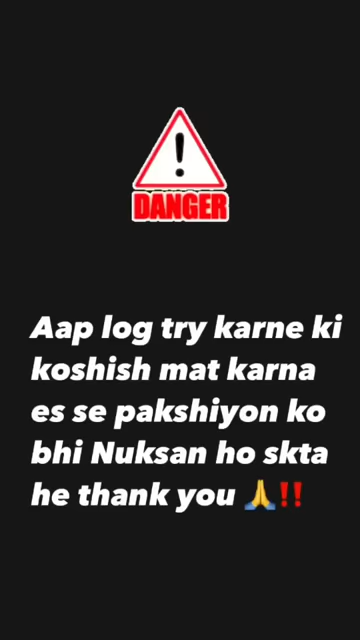 !
DANGER
Aap log try karne ki
koshish mat karna
es se pakshiyon ko
bhi Nuksan ho skta
he thank you 🙏‼️